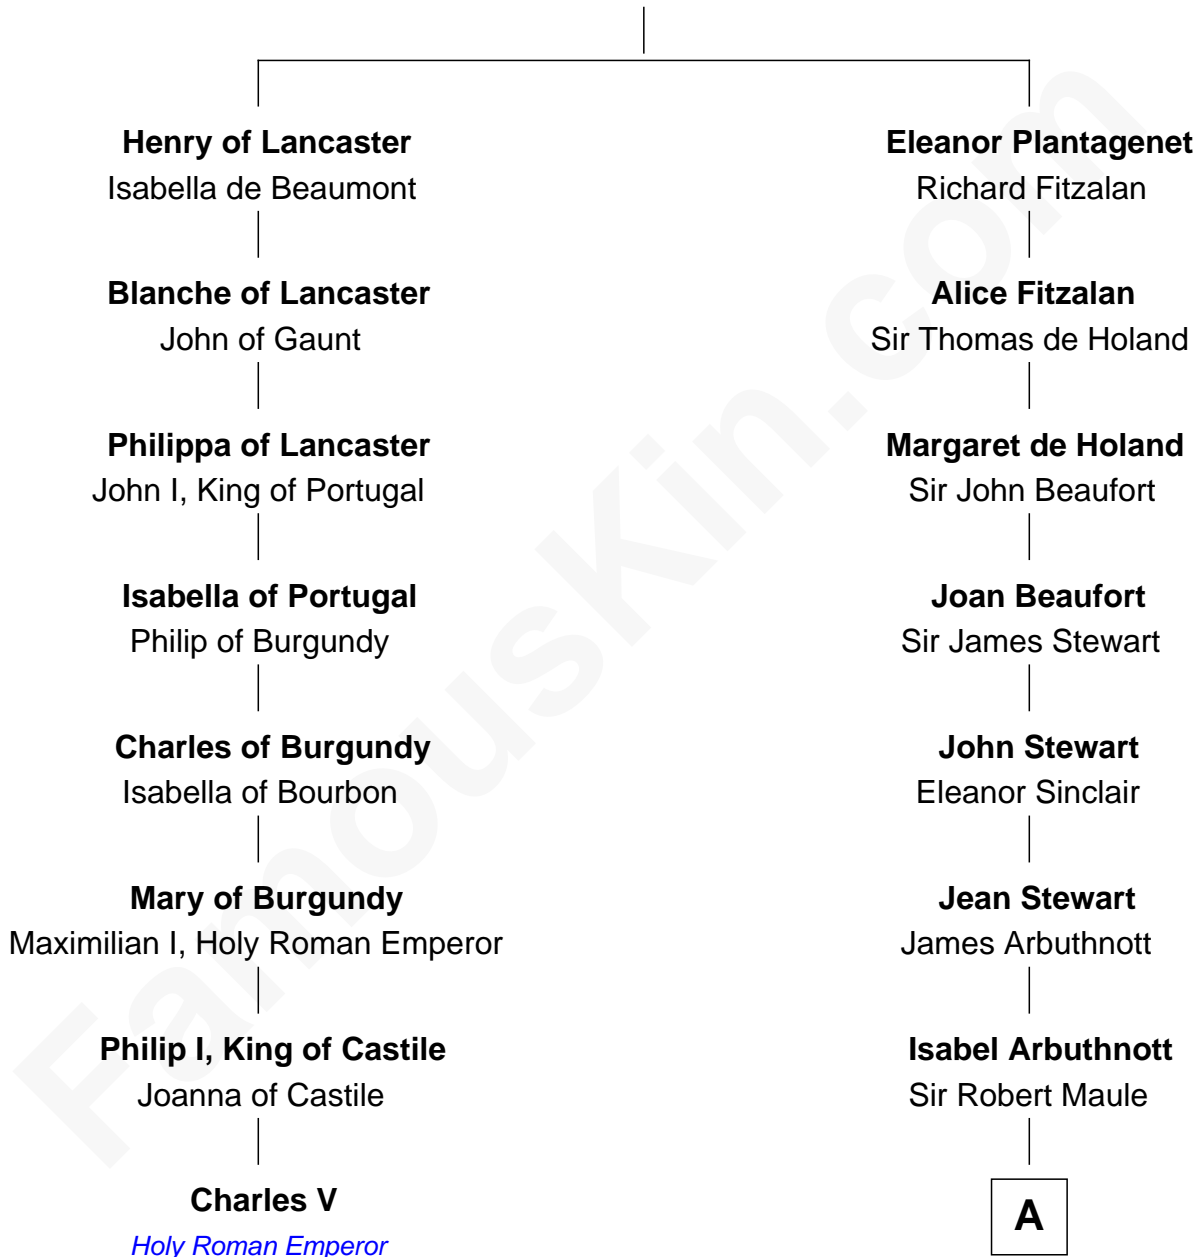 Henry of Lancaster
Isabella de Beaumont
Blanche of Lancaster
John of Gaunt
Philippa of Lancaster
John I, King of Portugal
Isabella of Portugal
Philip of Burgundy
Charles of Burgundy
Isabella of Bourbon
Mary of Burgundy
Maximilian I, Holy Roman Emperor
Philip I, King of Castile
Joanna of Castile
Charles V
Holy Roman Emperor
Eleanor Plantagenet
Richard Fitzalan
Alice Fitzalan
Sir Thomas de Holand
Margaret de Holand
Sir John Beaufort
Joan Beaufort
Sir James Stewart
John Stewart
Eleanor Sinclair
Jean Stewart
James Arbuthnott
Isabel Arbuthnott
Sir Robert Maule
A
FamousKin.com